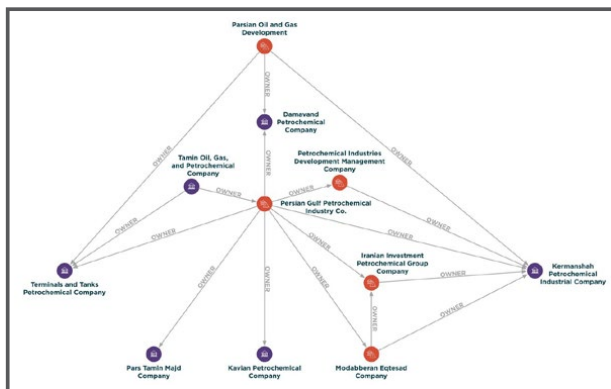 Parsian Oil and Gas
Development
OWNER
OWNER
OWNER
Damavand
Petrochemical
Company
OWNER
Tamin Oil, Gas,
and Petrochemical
Company
Petrochemical Industries
Development Management
Company
OWNER
OWNER
OWNER
Persian Gulf Petrochemical
Industry Co.
OWNER
OWNER
OWNER
OWNER
Iranian Investment
Petrochemical Group
Company
OWNER
Terminals and Tanks
Petrochemical Company
Kermanshah
Petrochemical
Industrial Company
OWNER
OWNER
OWNER
OWNER
OWNER
Pars Tamin Majd
Company
Kavian Petrochemical
Company
Modabberan Eqtesad
Company